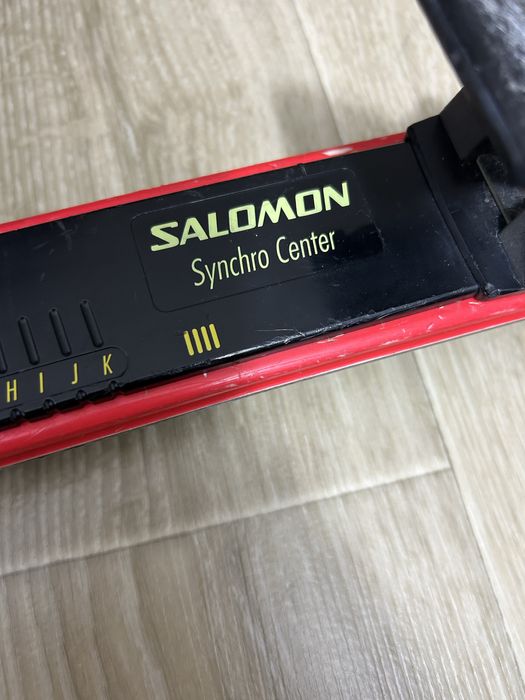 SALOMON
Synchro Center
H I J K